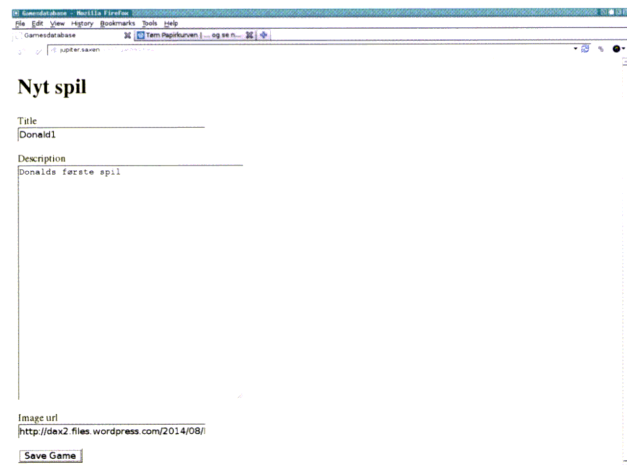 Gamesdatabase - Mozilla Firefox
File Edit View History Bookmarks Tools Help
Gamesdatabase
Tøm Papirkurven | ... og se n...
jupiter.saxen
Nyt spil
Title
Donald1
Description
Donalds første spil
Image url
http://dax2.files.wordpress.com/2014/08/
Save Game